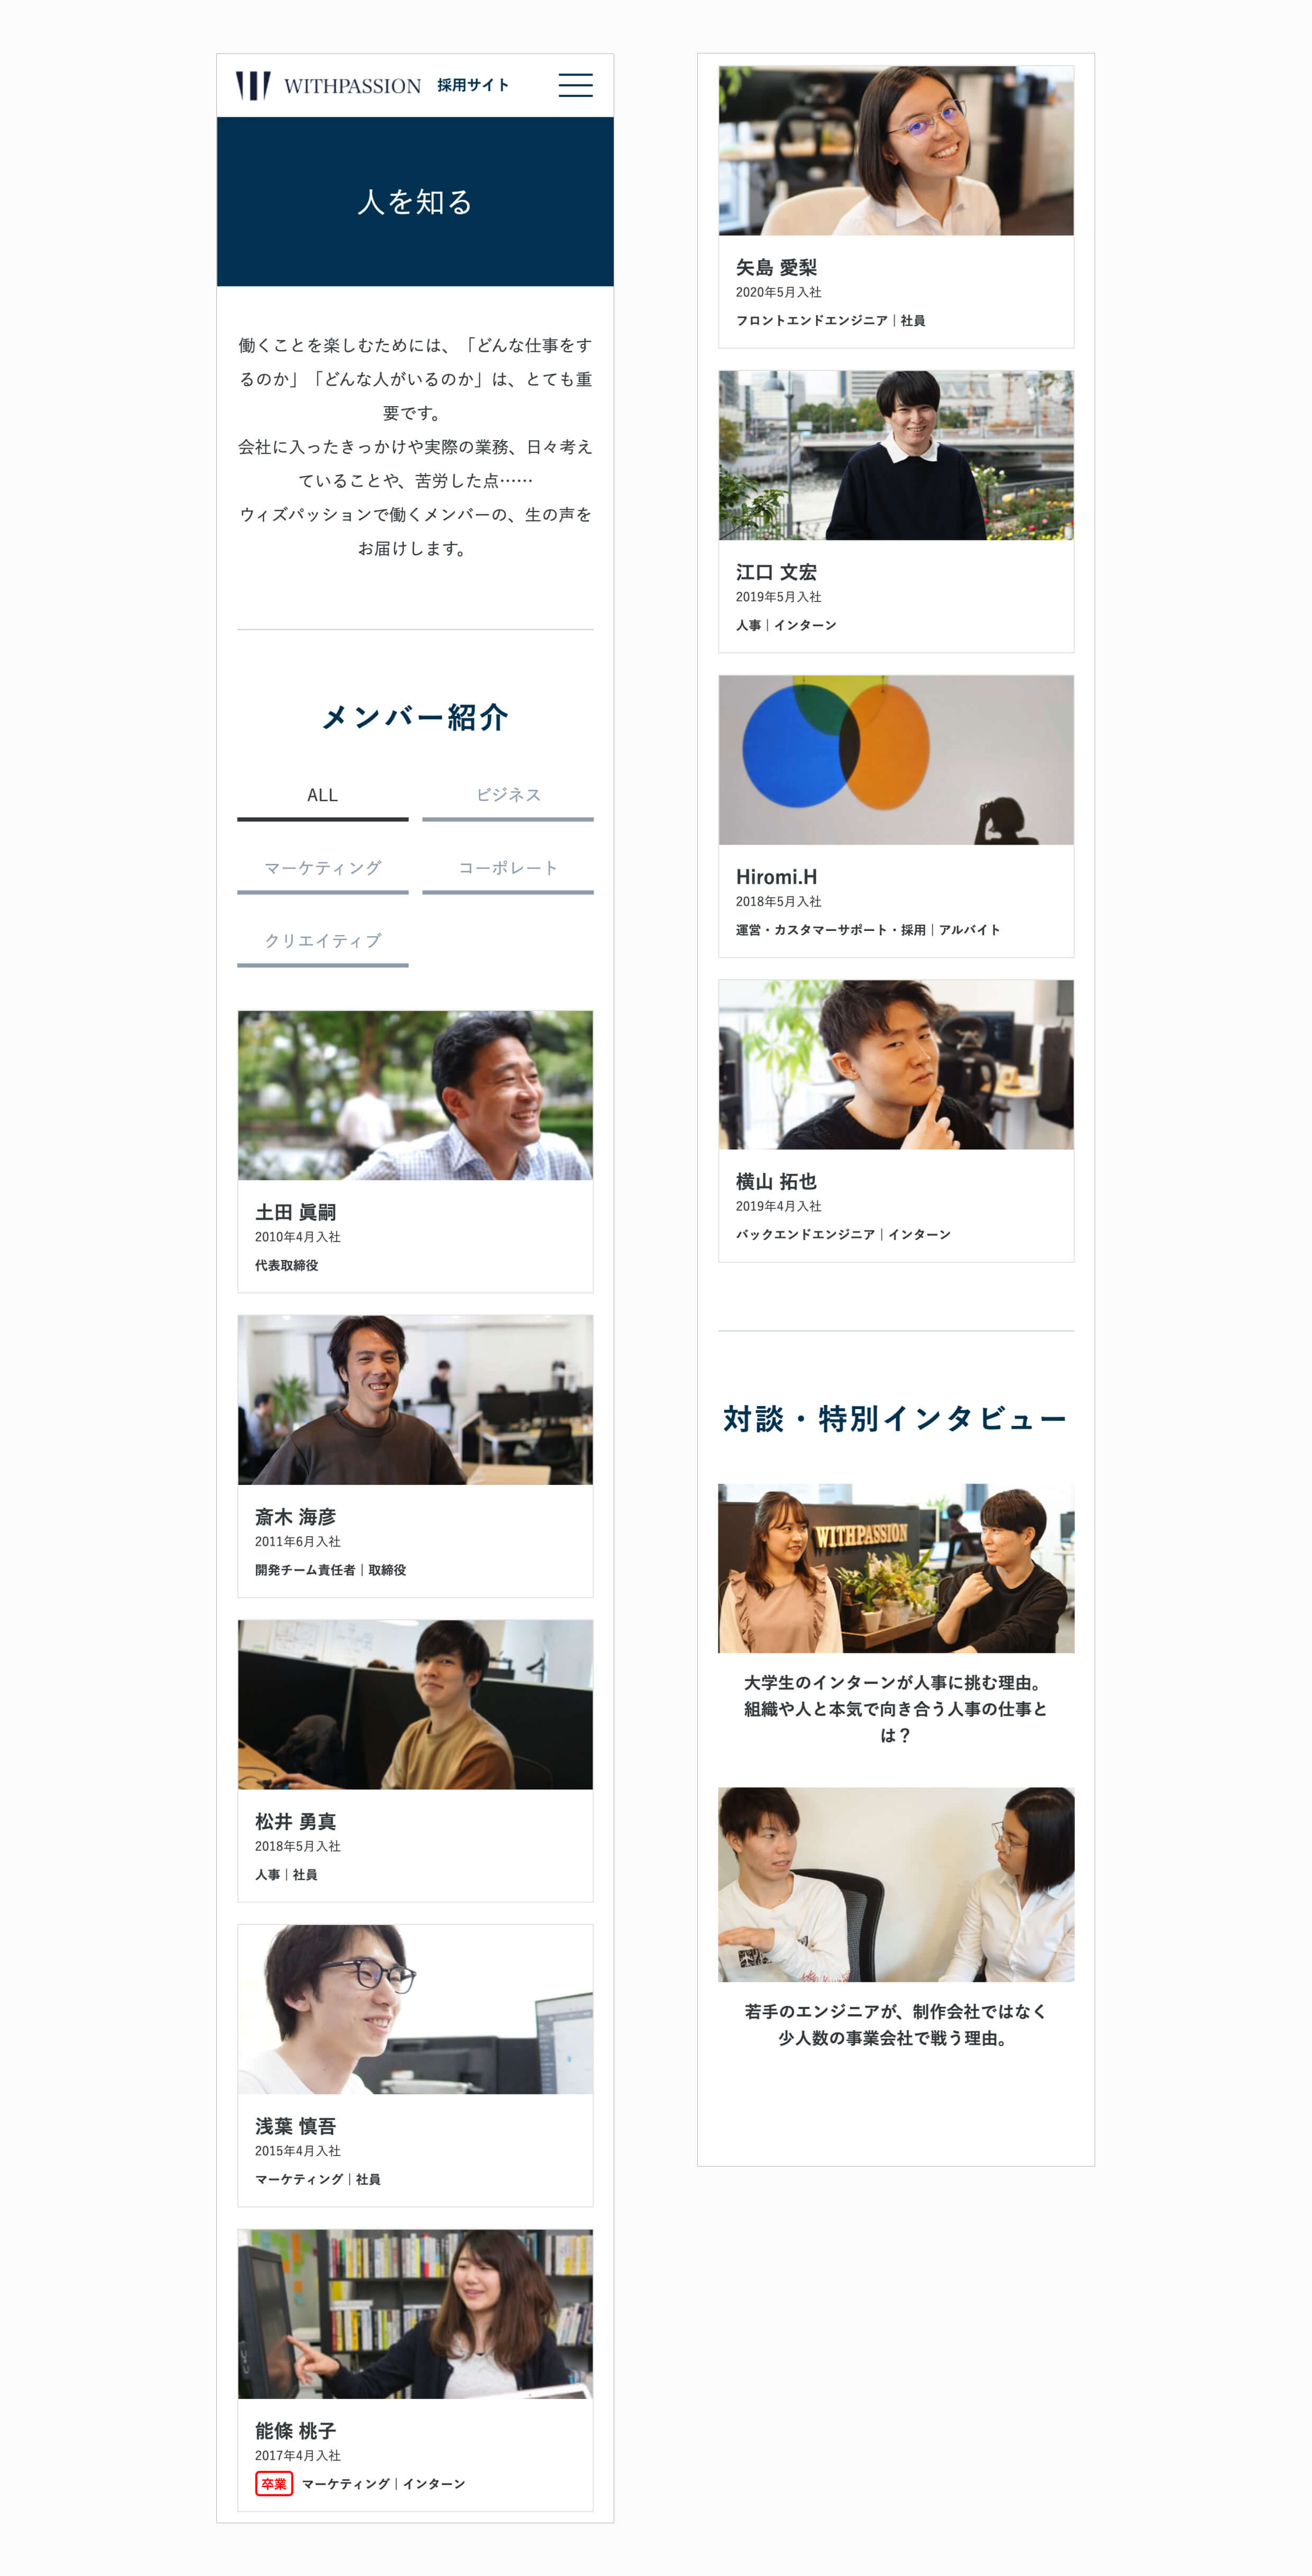 WITHPASSION 採用サイト
人を知る
働くことを楽しむためには、「どんな仕事をす
るのか」「どんな人がいるのか」は、とても重
要です。
会社に入ったきっかけや実際の業務、日々考え
ていることや、苦労した点……
ウィズパッションで働くメンバーの、生の声を
お届けします。
メンバー紹介
ALL
ビジネス
マーケティング
コーポレート
クリエイティブ
土田 眞嗣
2010年4月入社
代表取締役
斎木 海彦
2011年6月入社
開発チーム責任者｜取締役
松井 勇真
2018年5月入社
人事｜社員
浅葉 慎吾
2015年4月入社
マーケティング｜社員
能條 桃子
2017年4月入社
卒業 マーケティング｜インターン
矢島 愛梨
2020年5月入社
フロントエンドエンジニア｜社員
江口 文宏
2019年5月入社
人事｜インターン
Hiromi.H
2018年5月入社
運営・カスタマーサポート・採用｜アルバイト
横山 拓也
2019年4月入社
バックエンドエンジニア｜インターン
対談・特別インタビュー
WITHPASSION
大学生のインターンが人事に挑む理由。
組織や人と本気で向き合う人事の仕事と
は？
若手のエンジニアが、制作会社ではなく
少人数の事業会社で戦う理由。